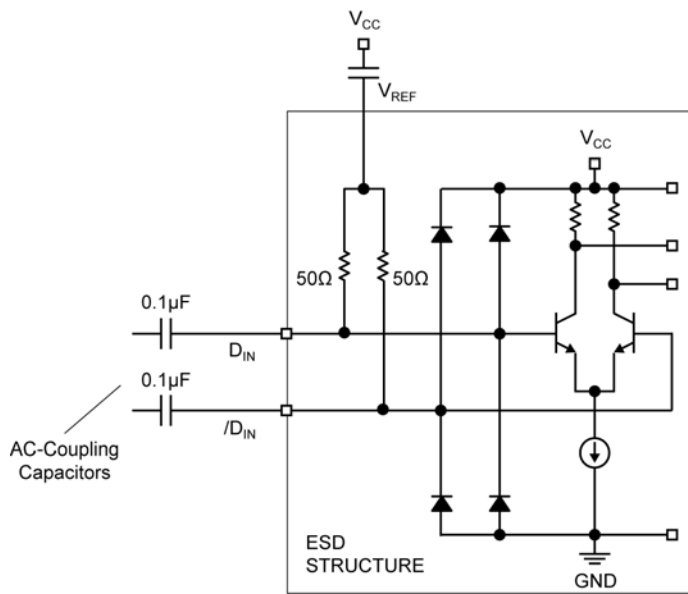 VCC
VREF
VCC
50Ω
50Ω
0.1µF
DIN
0.1µF
/DIN
AC-Coupling
Capacitors
ESD
STRUCTURE
GND